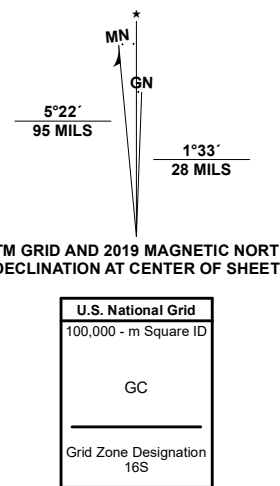 ★
MN
GN
5°22´
95 MILS
1°33´
28 MILS
TM GRID AND 2019 MAGNETIC NORT
DECLINATION AT CENTER OF SHEET
U.S. National Grid
100,000 - m Square ID
GC
Grid Zone Designation
16S